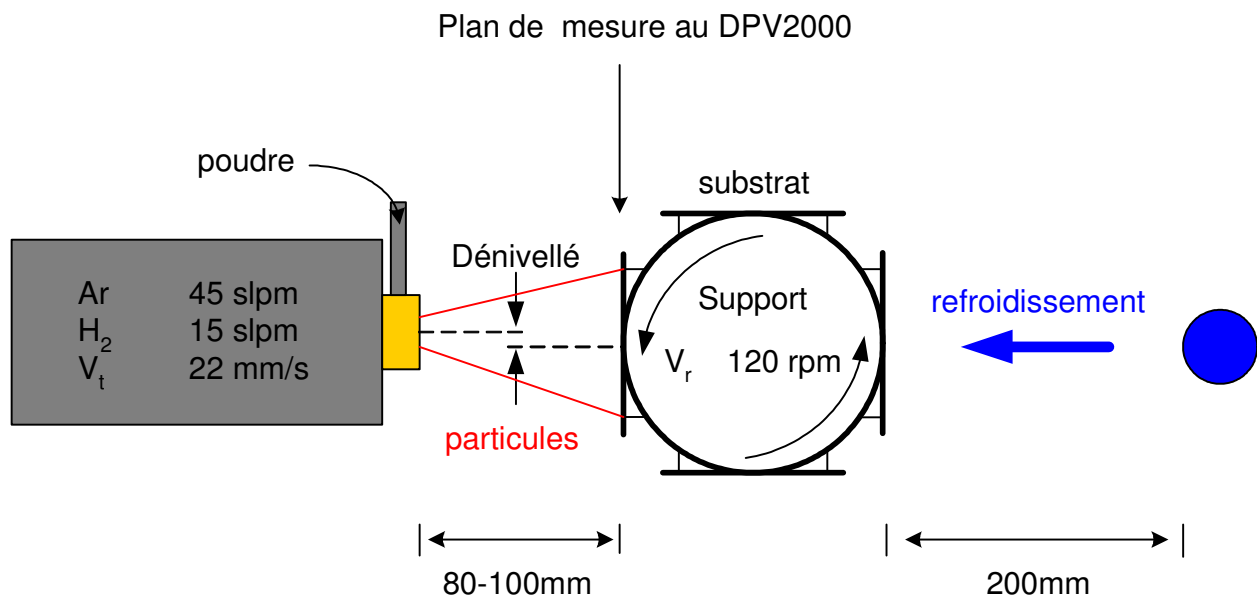 Plan de mesure au DPV2000
poudre
substrat
Dénivellé
Ar 45 slpm
H2 15 slpm
Vt 22 mm/s
Support
Vr 120 rpm
refroidissement
particules
80-100mm
200mm